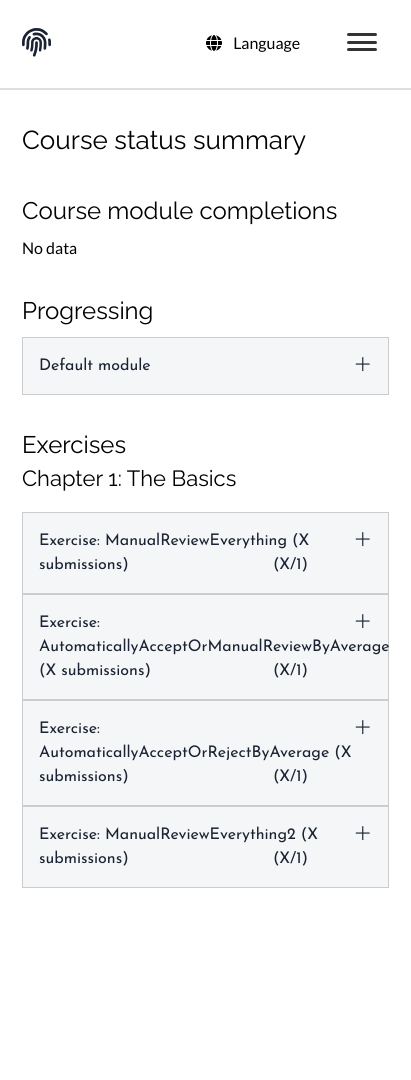 Language
Course status summary
Course module completions
No data
Progressing
Default module
Exercises
Chapter 1: The Basics
Exercise: ManualReviewEverything (X
submissions) (X/1)
Exercise:
AutomaticallyAcceptOrManualReviewByAverage
(X submissions) (X/1)
Exercise:
AutomaticallyAcceptOrRejectByAverage (X
submissions) (X/1)
Exercise: ManualReviewEverything2 (X
submissions) (X/1)